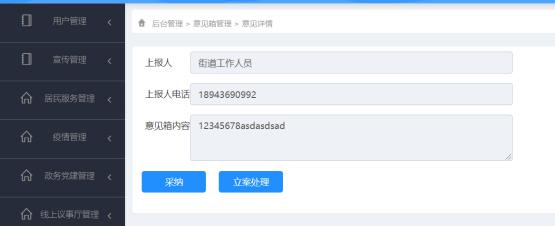 用户管理
宣传管理
居民服务管理
疫情管理
政务党建管理
线上议事厅管理
后台管理 > 意见箱管理 > 意见详情
上报人 街道工作人员
上报人电话 18943690992
意见箱内容 12345678asdasdsad
采纳 立案处理